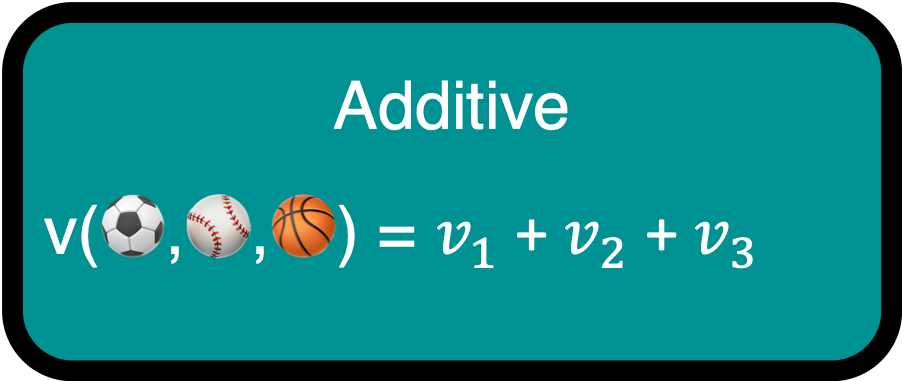 Additive
v(⚽,⚾,🏀) = 𝑣₁ + 𝑣₂ + 𝑣₃